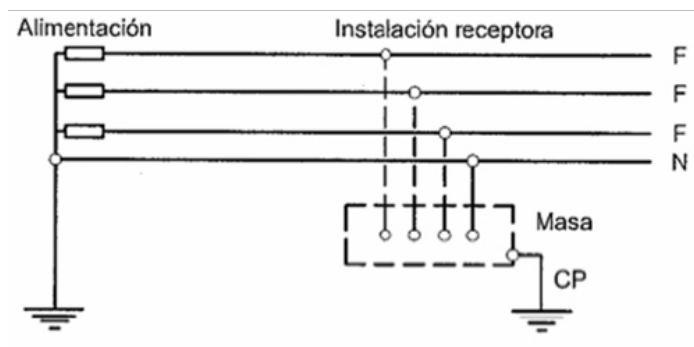 Alimentación
Instalación receptora
F
F
F
N
Masa
CP